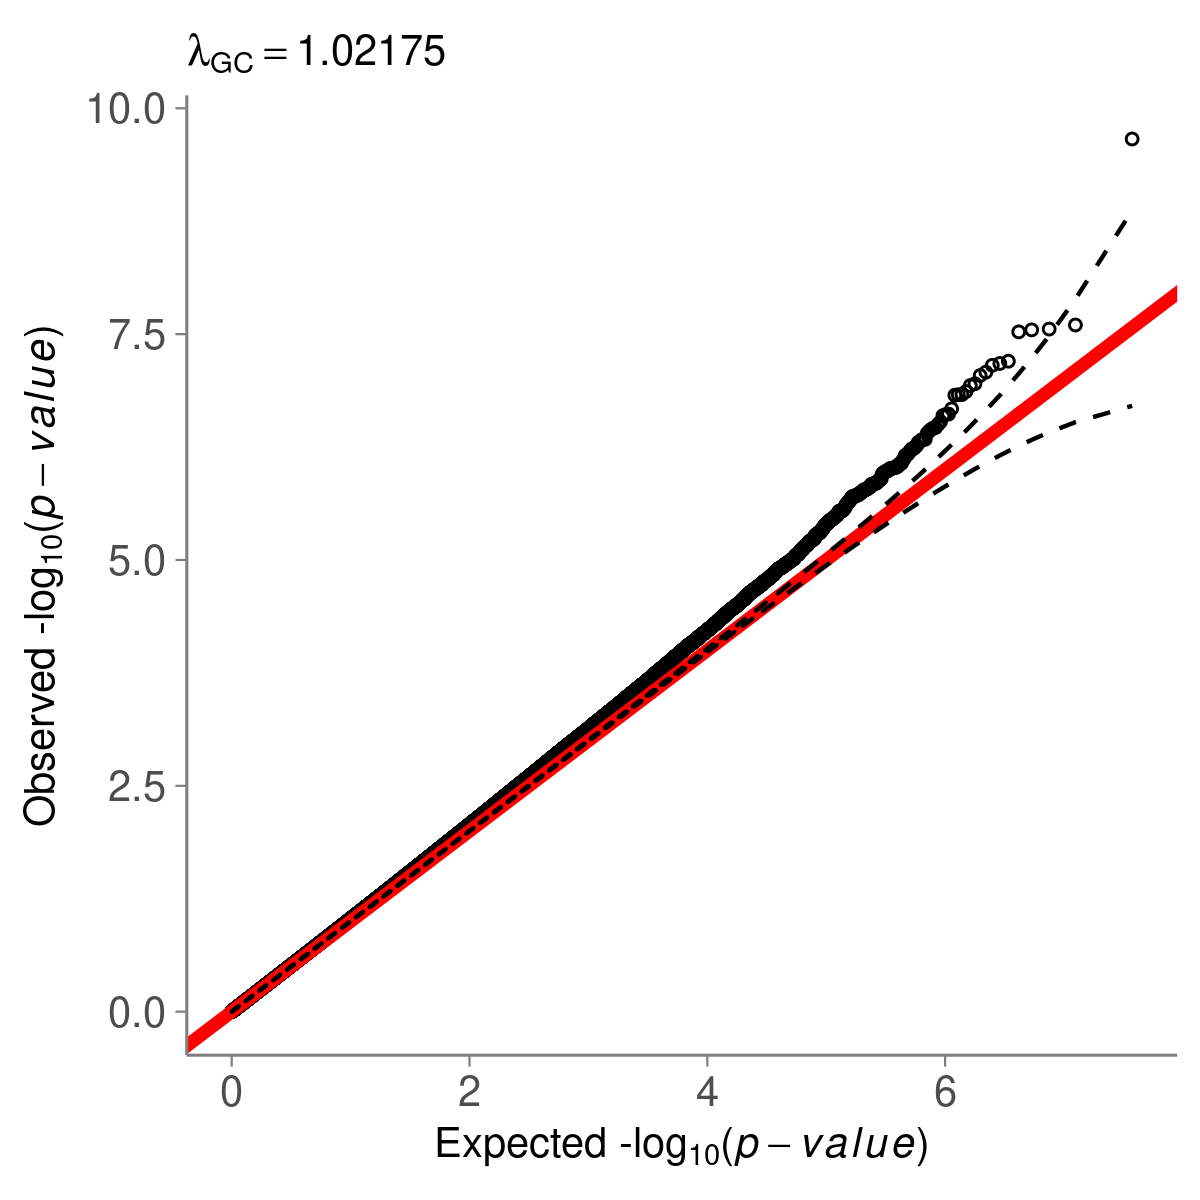 λGC = 1.02175
10.0
7.5
5.0
2.5
0.0
Observed -log10(p − value)
0 2 4 6
Expected -log10(p − value)